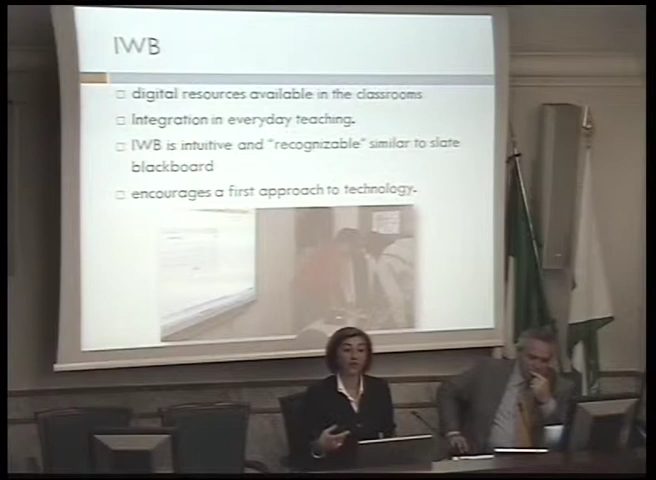 IWB
digital resources available in the classrooms
Integration in everyday teaching.
IWB is intuitive and "recognizable" similar to slate
blackboard
encourages a first approach to technology.